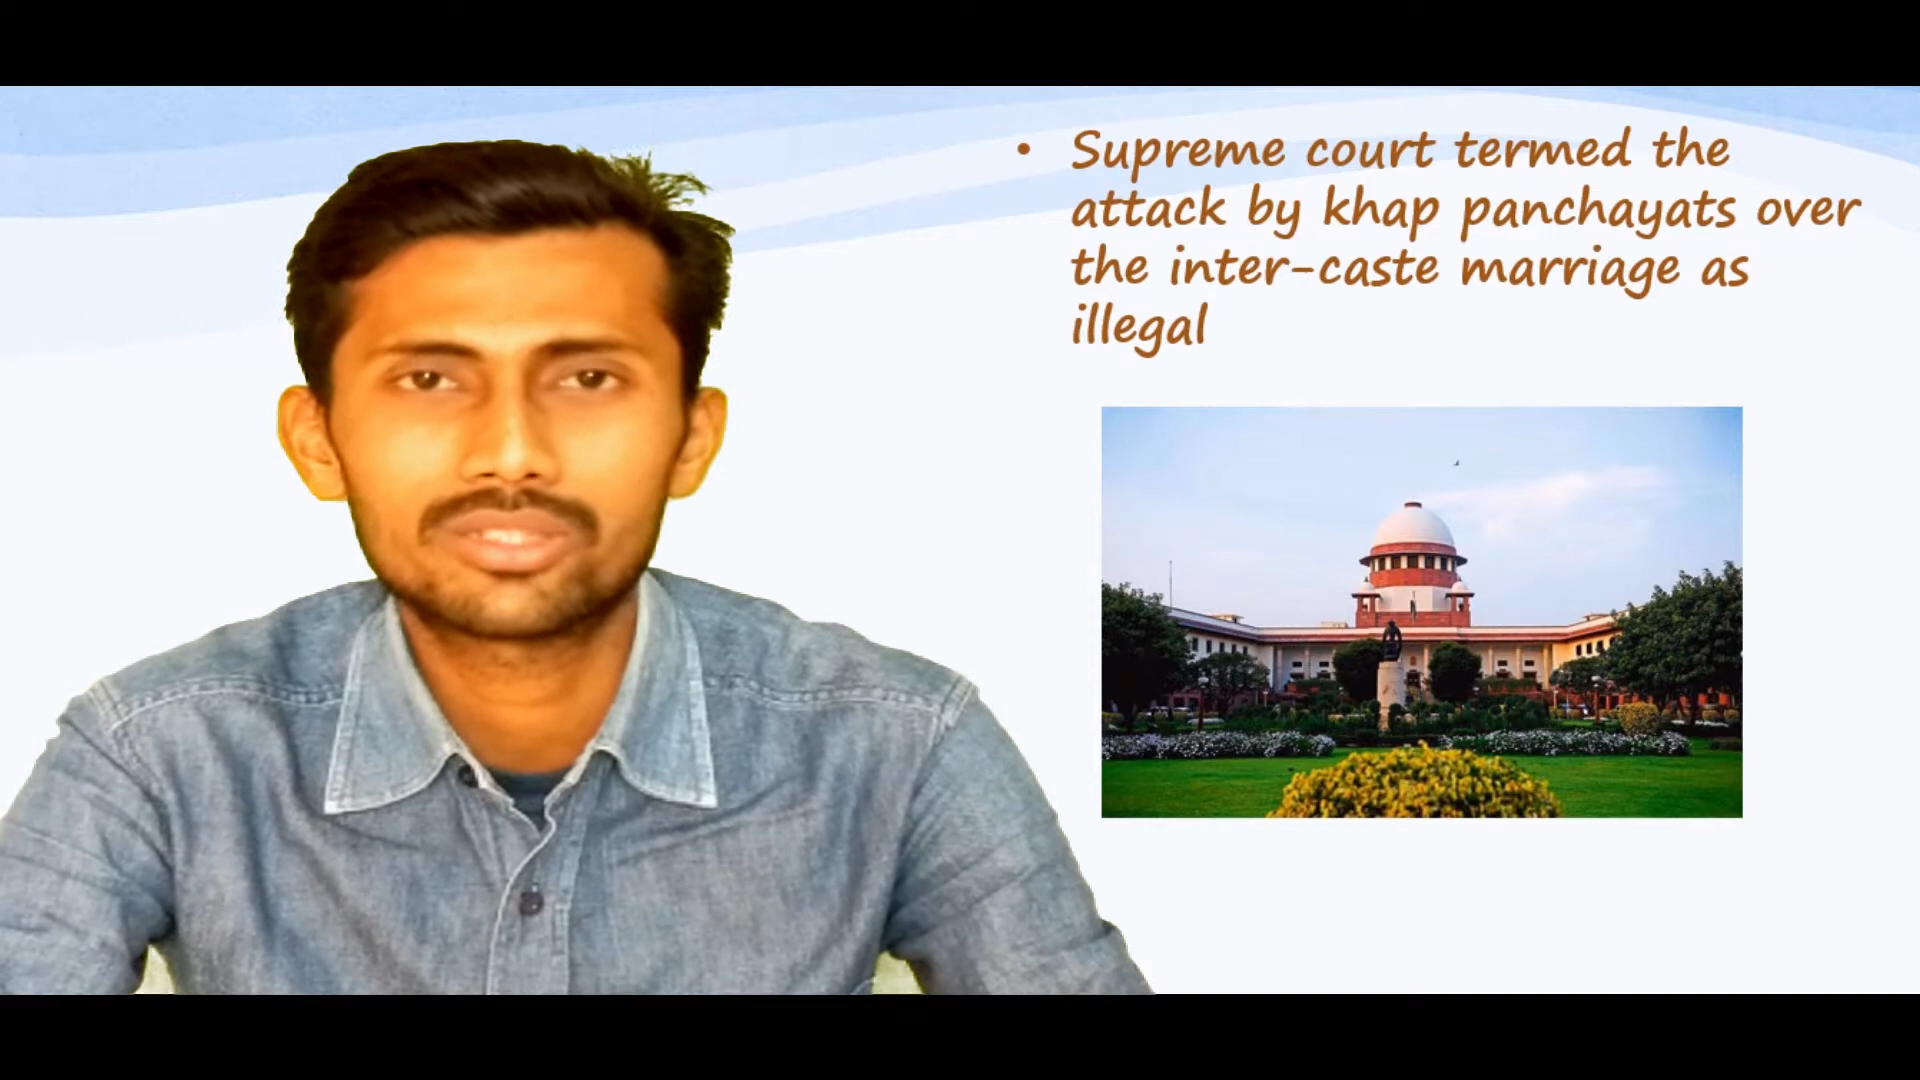 • Supreme court termed the
attack by khap panchayats over
the inter-caste marriage as
illegal